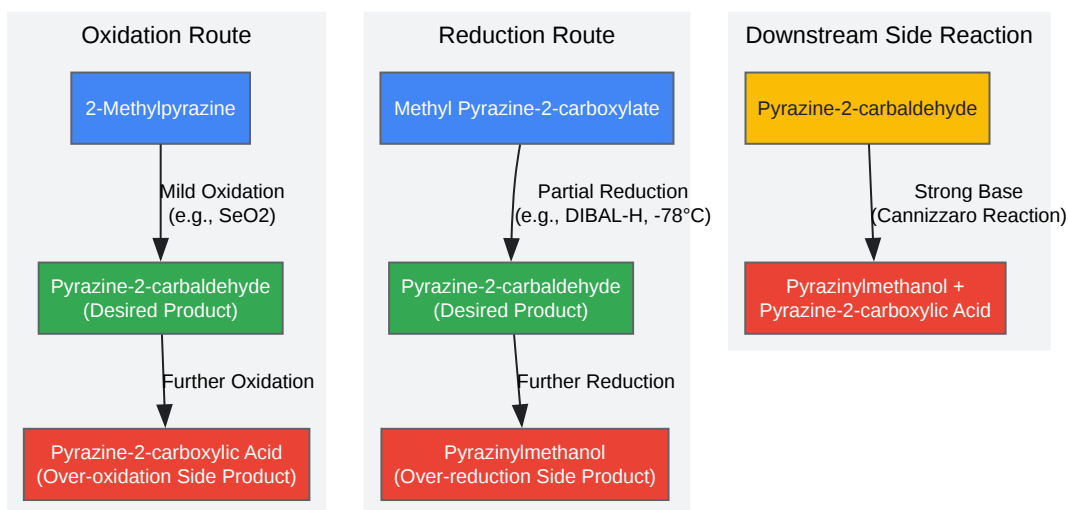 Oxidation Route
2-Methylpyrazine
Mild Oxidation
(e.g., SeO2)
Pyrazine-2-carbaldehyde
(Desired Product)
Further Oxidation
Pyrazine-2-carboxylic Acid
(Over-oxidation Side Product)
Reduction Route
Methyl Pyrazine-2-carboxylate
Partial Reduction
(e.g., DIBAL-H, -78°C)
Pyrazine-2-carbaldehyde
(Desired Product)
Further Reduction
Pyrazinylmethanol
(Over-reduction Side Product)
Downstream Side Reaction
Pyrazine-2-carbaldehyde
Strong Base
(Cannizzaro Reaction)
Pyrazinylmethanol +
Pyrazine-2-carboxylic Acid